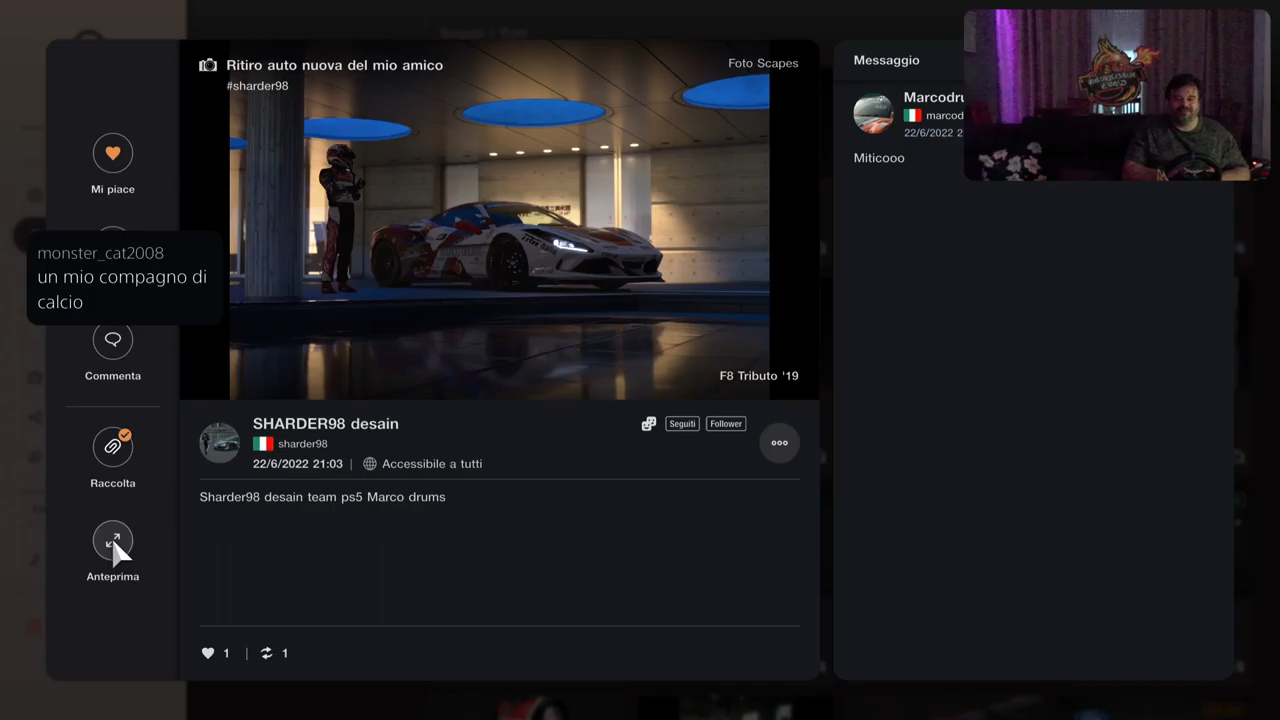 Ritiro auto nuova del mio amico
#sharder98
Foto Scapes
F8 Tributo '19
Mi piace
monster_cat2008
un mio compagno di
calcio
Commenta
Raccolta
Anteprima
SHARDER98 desain
sharder98
Seguiti
Follower
22/6/2022 21:03 | Accessibile a tutti
Sharder98 desain team ps5 Marco drums
1 | 1
Messaggio
Marcodru
marcod
22/6/2022 2
Miticooo